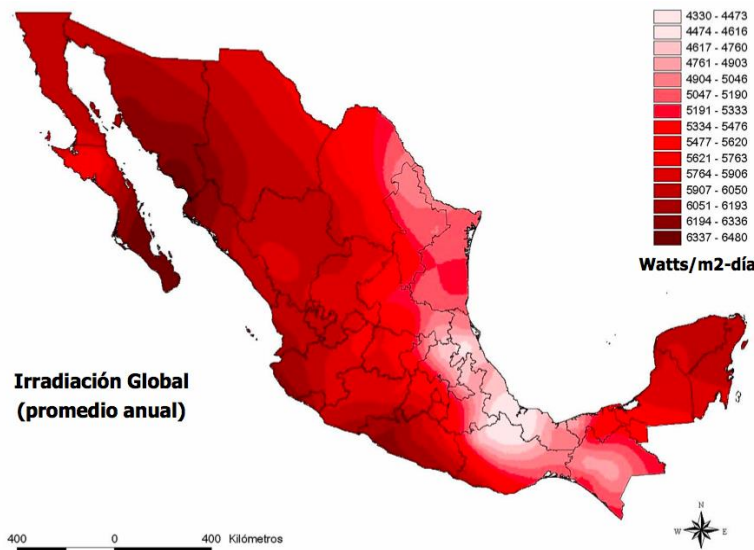 4330 - 4473
4474 - 4616
4617 - 4760
4761 - 4903
4904 - 5046
5047 - 5190
5191 - 5333
5334 - 5476
5477 - 5620
5621 - 5763
5764 - 5906
5907 - 6050
6051 - 6193
6194 - 6336
6337 - 6480
Watts/m2-día
Irradiación Global
(promedio anual)
N
W E
S
400 0 400 Kilómetros